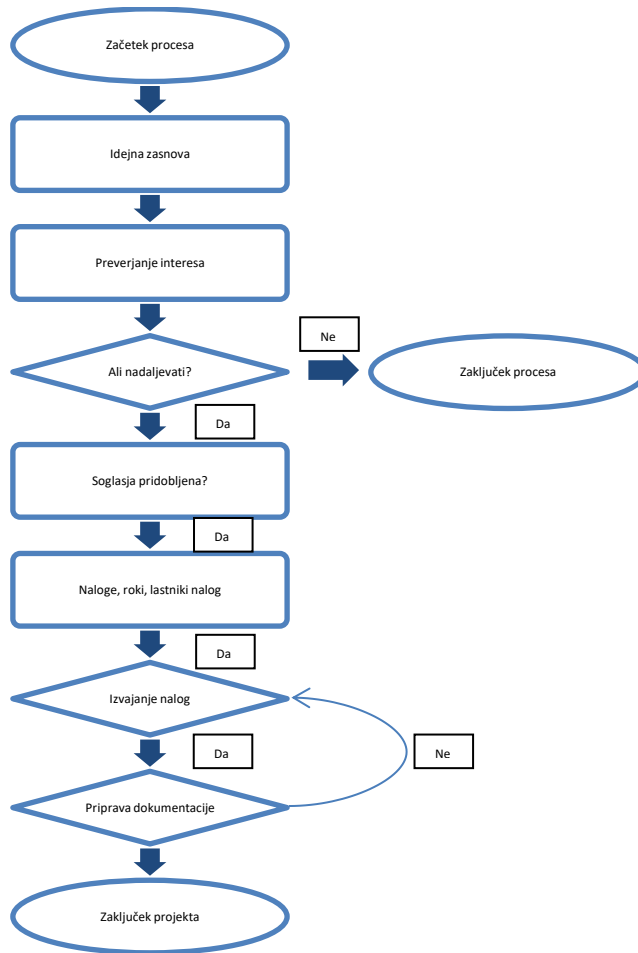 Začetek procesa
Idejna zasnova
Preverjanje interesa
Ne
Ali nadaljevati?
Zaključek procesa
Da
Soglasja pridobljena?
Da
Naloge, roki, lastniki nalog
Da
Izvajanje nalog
Da
Ne
Priprava dokumentacije
Zaključek projekta